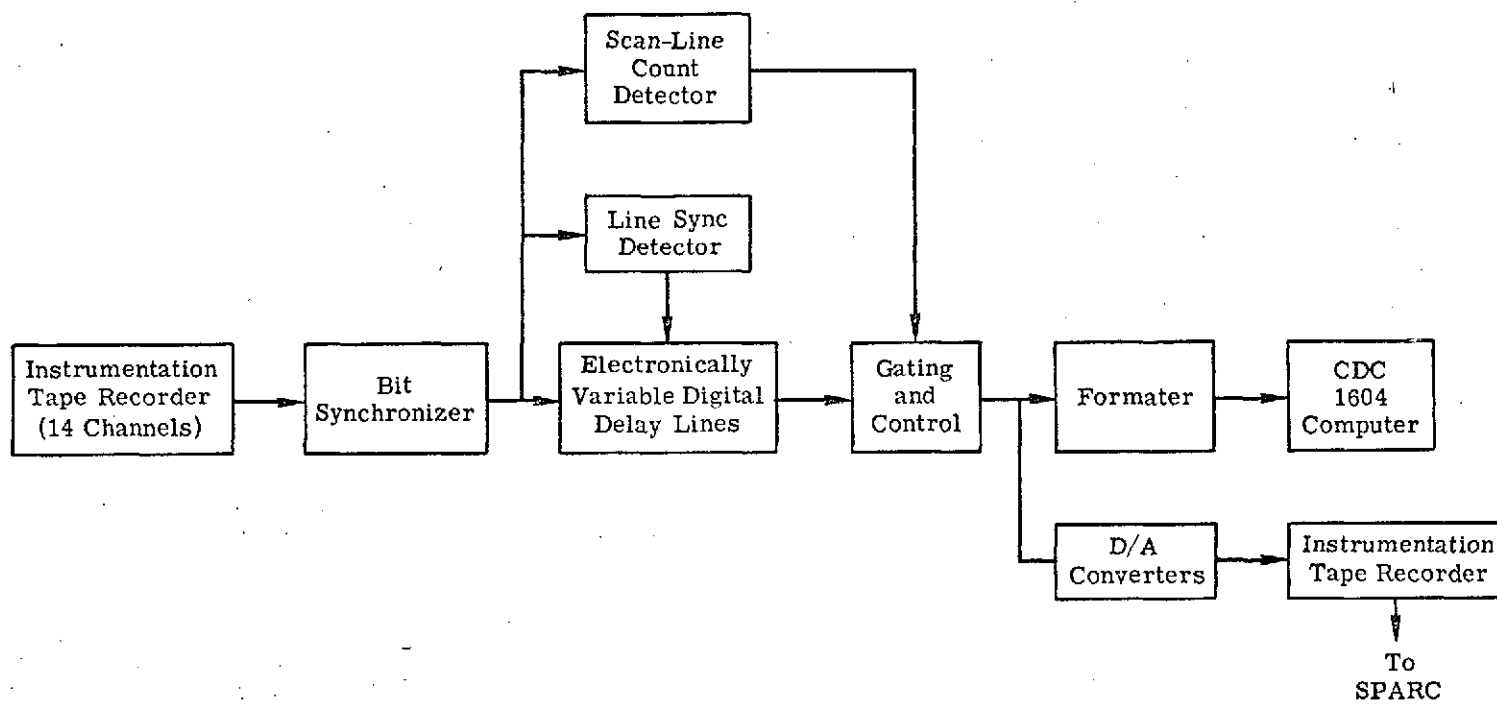 Scan-Line
Count
Detector
Line Sync
Detector
Instrumentation
Tape Recorder
(14 Channels)
Bit
Synchronizer
Electronically
Variable Digital
Delay Lines
Gating
and
Control
Formater
CDC
1604
Computer
D/A
Converters
Instrumentation
Tape Recorder
To
SPARC